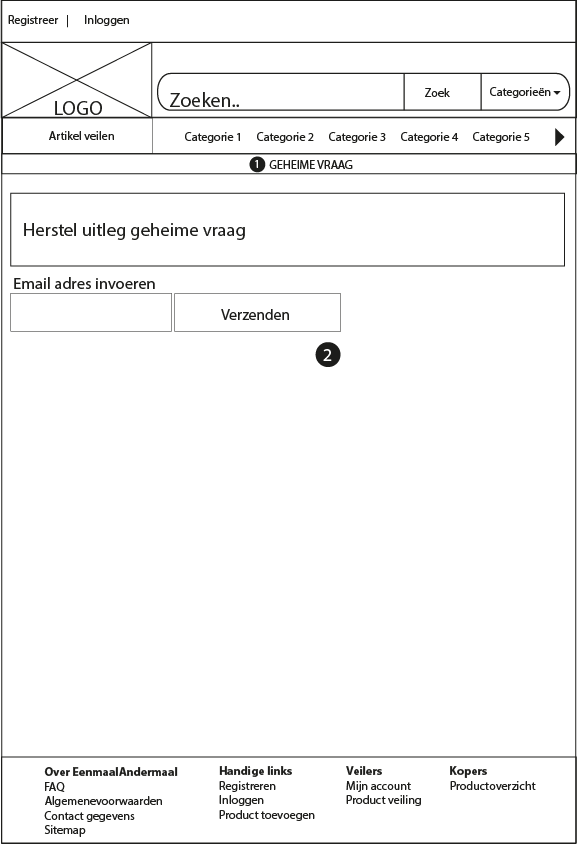 Registreer | Inloggen
LOGO
Zoeken..
Zoek
Categorieën
Artikel veilen
Categorie 1 Categorie 2 Categorie 3 Categorie 4 Categorie 5
1 GEHEIME VRAAG
Herstel uitleg geheime vraag
Email adres invoeren
Verzenden
2
Over EenmaalAndermaal
FAQ
Algemenevoorwaarden
Contact gegevens
Sitemap
Handige links
Registreren
Inloggen
Product toevoegen
Veilers
Mijn account
Product veiling
Kopers
Productoverzicht